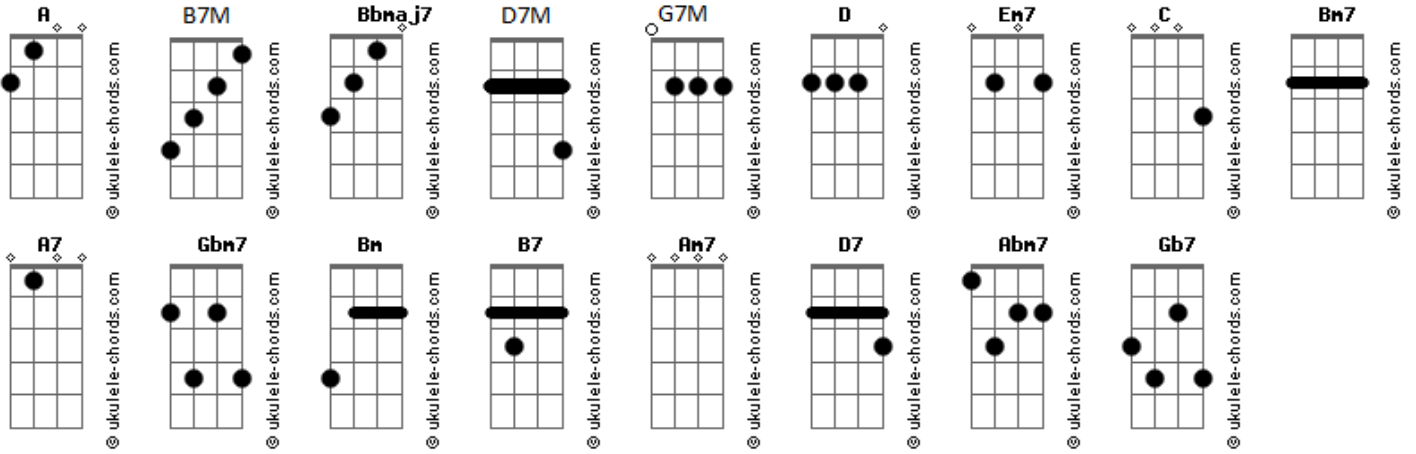 A B7M Bbmaj7 D7M G7M D Em7 C Bm7
© ukulele-chords.com © ukulele-chords.com © ukulele-chords.com © ukulele-chords.com © ukulele-chords.com © ukulele-chords.com © ukulele-chords.com © ukulele-chords.com © ukulele-chords.com
A7 Gbm7 Bm B7 Am7 D7 Abm7 Gb7
© ukulele-chords.com © ukulele-chords.com © ukulele-chords.com © ukulele-chords.com © ukulele-chords.com © ukulele-chords.com © ukulele-chords.com © ukulele-chords.com